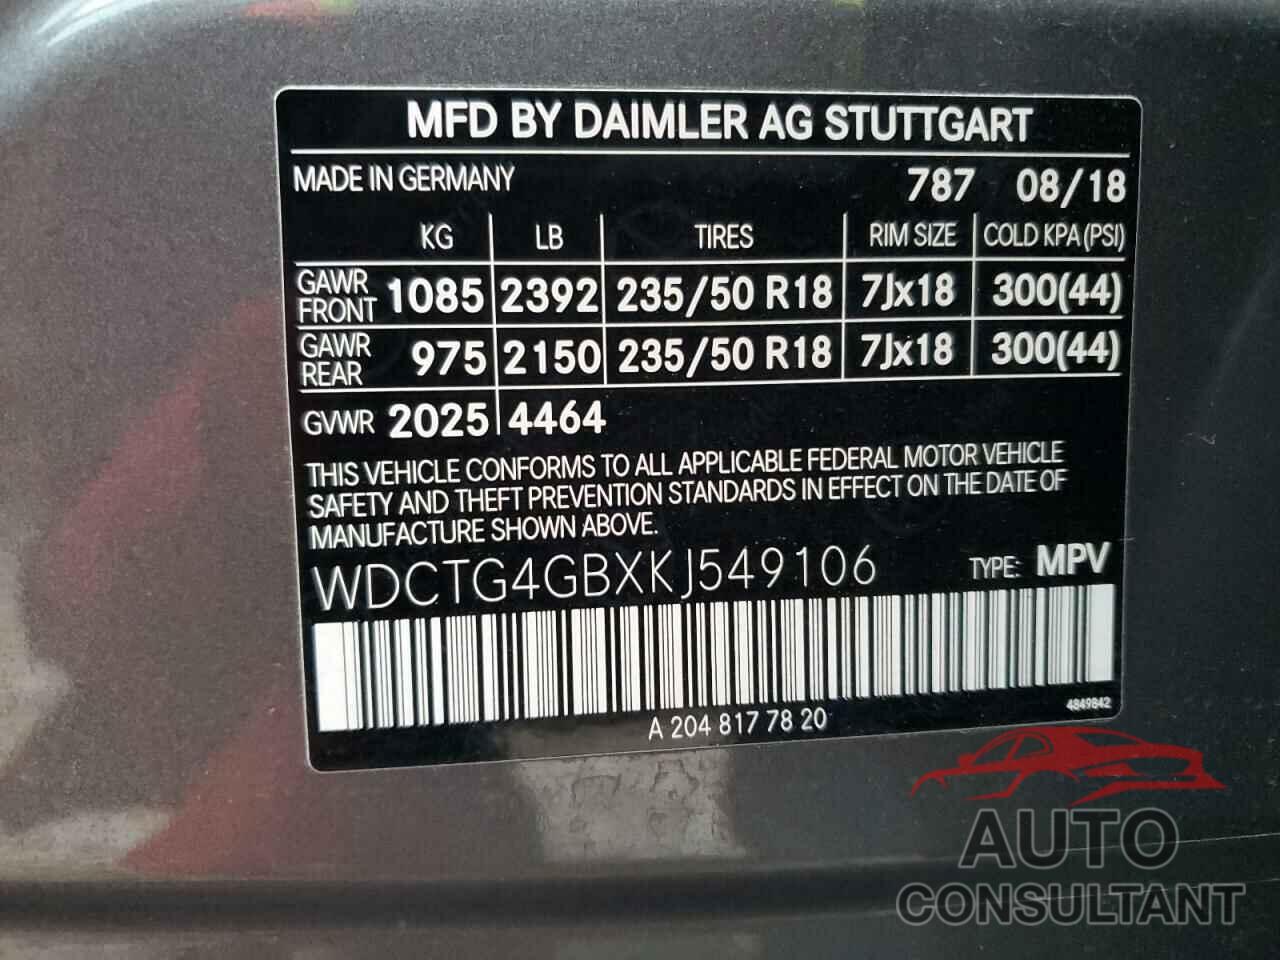 MFD BY DAIMLER AG STUTTGART
MADE IN GERMANY 787 08/18
KG LB TIRES RIM SIZE COLD KPA (PSI)
GAWR FRONT 1085 2392 235/50 R18 7Jx18 300(44)
GAWR REAR 975 2150 235/50 R18 7Jx18 300(44)
GVWR 2025 4464
THIS VEHICLE CONFORMS TO ALL APPLICABLE FEDERAL MOTOR VEHICLE
SAFETY AND THEFT PREVENTION STANDARDS IN EFFECT ON THE DATE OF
MANUFACTURE SHOWN ABOVE.
WDCTG4GBXKJ549106 TYPE: MPV
A 204 817 78 20 4849842
AUTO
CONSULTANT